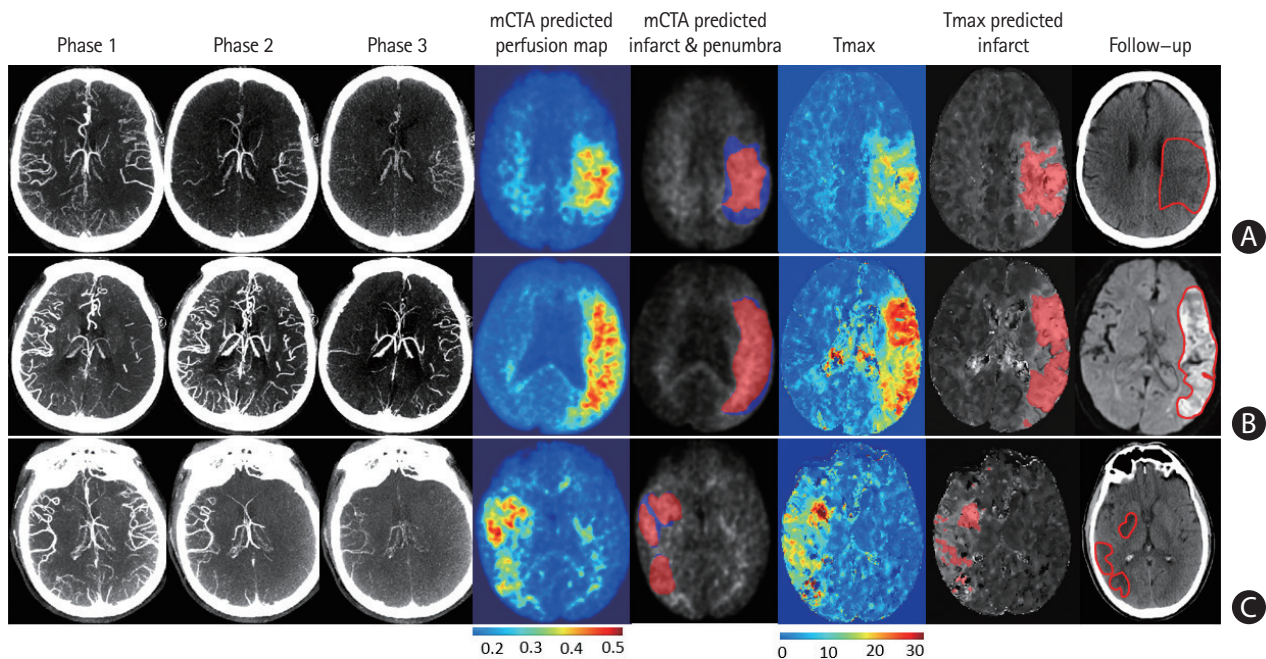 Phase 1
Phase 2
Phase 3
mCTA predicted
perfusion map
mCTA predicted
infarct & penumbra
Tmax
Tmax predicted
infarct
Follow–up
A
B
C
0.2 0.3 0.4 0.5
0 10 20 30